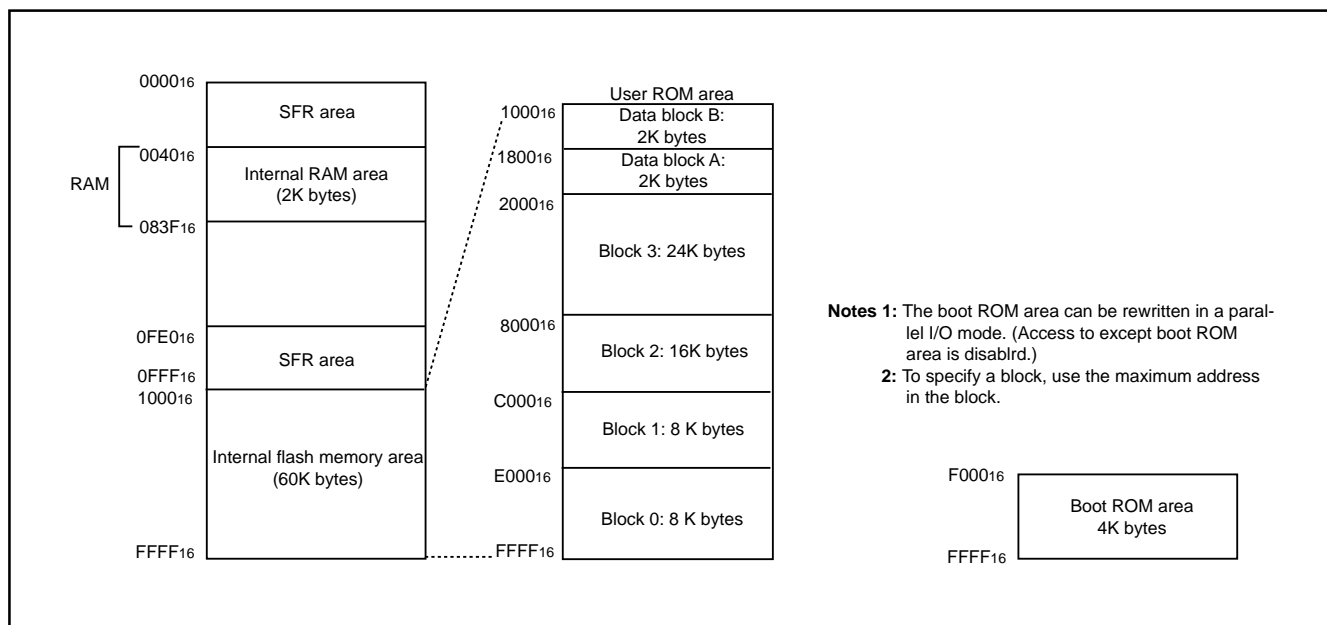 000016
SFR area
004016
RAM
Internal RAM area
(2K bytes)
083F16
0FE016
SFR area
0FFF16
100016
Internal flash memory area
(60K bytes)
FFFF16
User ROM area
100016
Data block B:
2K bytes
180016
Data block A:
2K bytes
200016
Block 3: 24K bytes
800016
Block 2: 16K bytes
C00016
Block 1: 8 K bytes
E00016
Block 0: 8 K bytes
FFFF16
Notes 1: The boot ROM area can be rewritten in a paral-
lel I/O mode. (Access to except boot ROM
area is disablrd.)
2: To specify a block, use the maximum address
in the block.
F00016
Boot ROM area
4K bytes
FFFF16